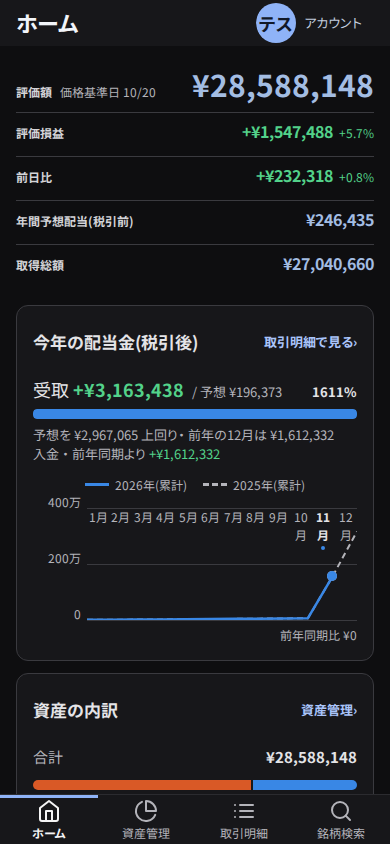 ホーム
テス アカウント
評価額 価格基準日 10/20 ¥28,588,148
評価損益 +¥1,547,488 +5.7%
前日比 +¥232,318 +0.8%
年間予想配当(税引前) ¥246,435
取得総額 ¥27,040,660
今年の配当金(税引後) 取引明細で見る›
受取 +¥3,163,438 / 予想 ¥196,373 1611%
予想を ¥2,967,065 上回り・前年の12月は ¥1,612,332
入金・前年同期より +¥1,612,332
2026年(累計) 2025年(累計)
400万
1月 2月 3月 4月 5月 6月 7月 8月 9月 10月 11月 12月
200万
0
前年同期比 ¥0
資産の内訳 資産管理›
合計 ¥28,588,148
ホーム 資産管理 取引明細 銘柄検索